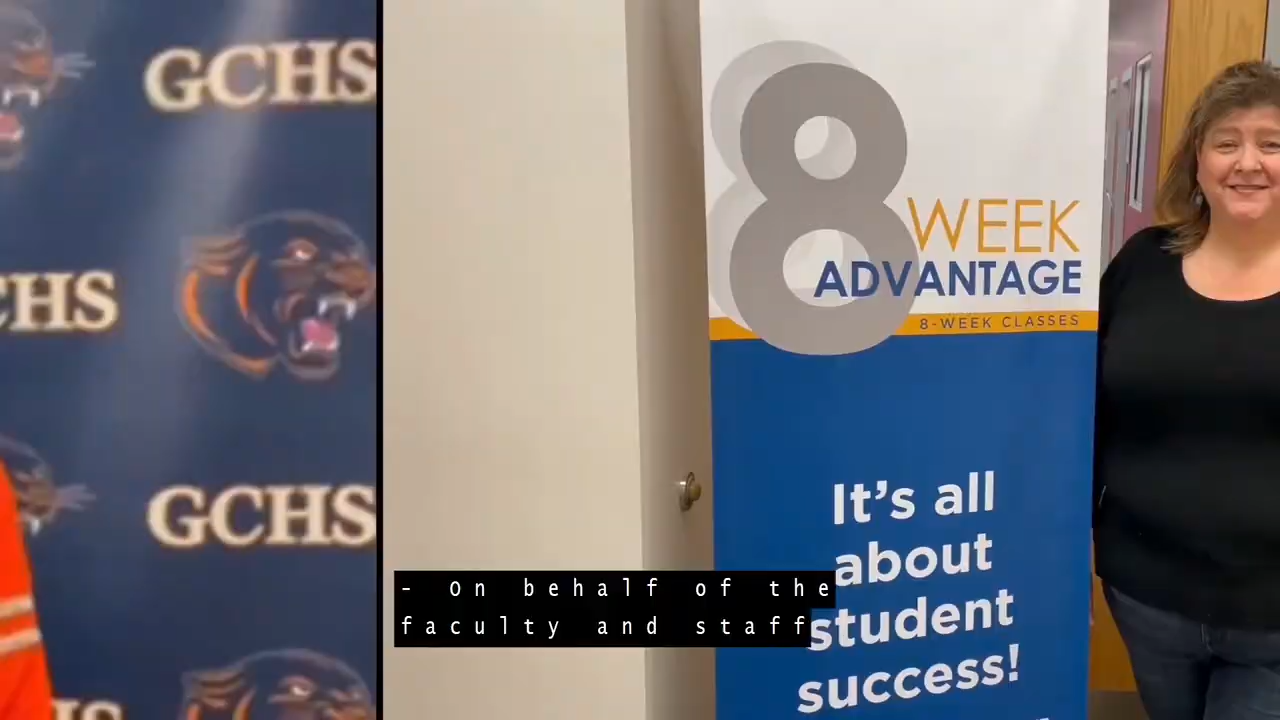 GCHS
CHS
GCHS
HS
8
WEEK
ADVANTAGE
8-WEEK CLASSES
It's all
about
student
success!
- On behalf of the
faculty and staff